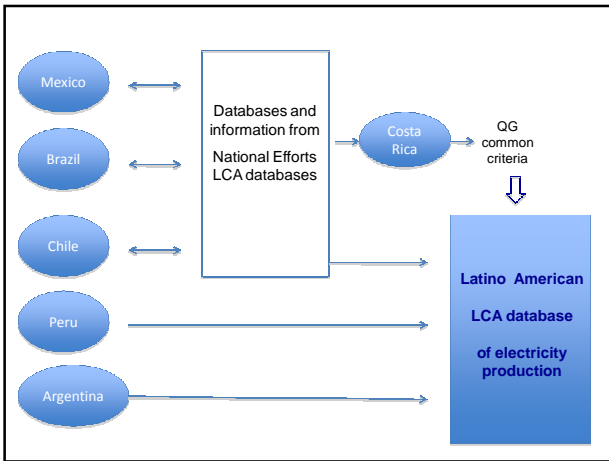 Mexico
Brazil
Chile
Peru
Argentina
Databases and
information from
National Efforts
LCA databases
Costa
Rica
QG
common
criteria
Latino American
LCA database
of electricity
production